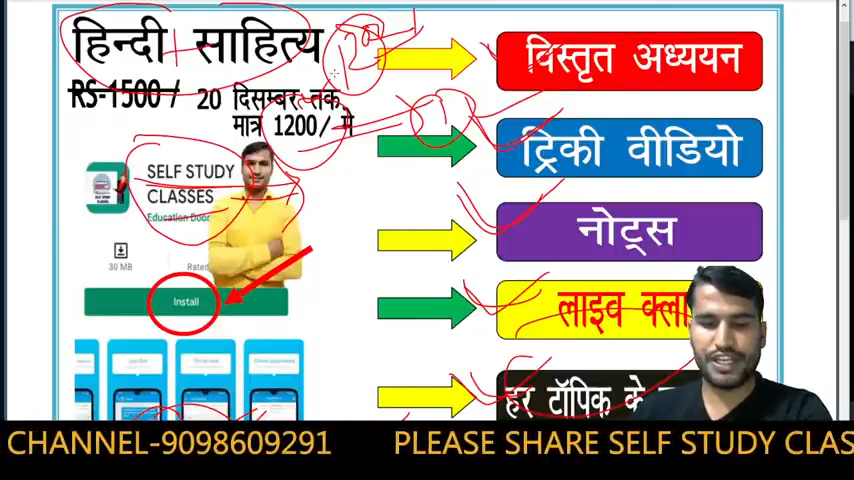 हिन्दी साहित्य
RS-1500 / 20 दिसम्बर तक
मात्र 1200/ मे
SELF STUDY
CLASSES
Education Door
30 MB
Rated
Install
विस्तृत अध्ययन
ट्रिकी वीडियो
नोट्स
लाइव क्ला
हर टॉपिक के
CHANNEL-9098609291 PLEASE SHARE SELF STUDY CLAS